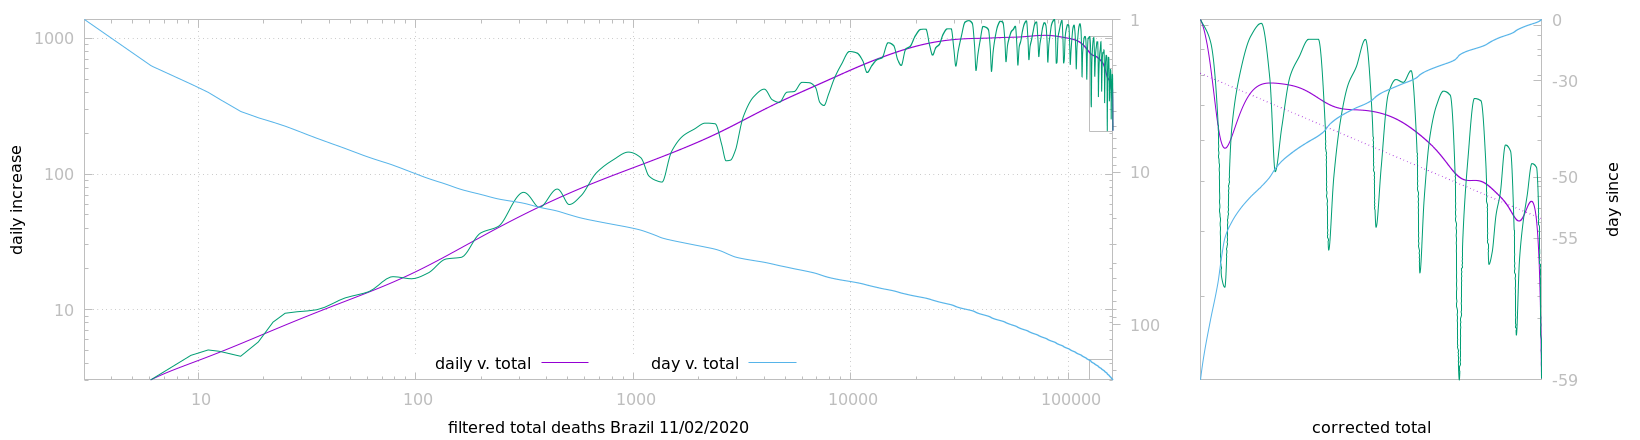 daily increase
1000
100
10
10
100
1000
10000
100000
daily v. total
day v. total
filtered total deaths Brazil 11/02/2020
1
10
100
0
-30
-50
-55
-59
day since
corrected total